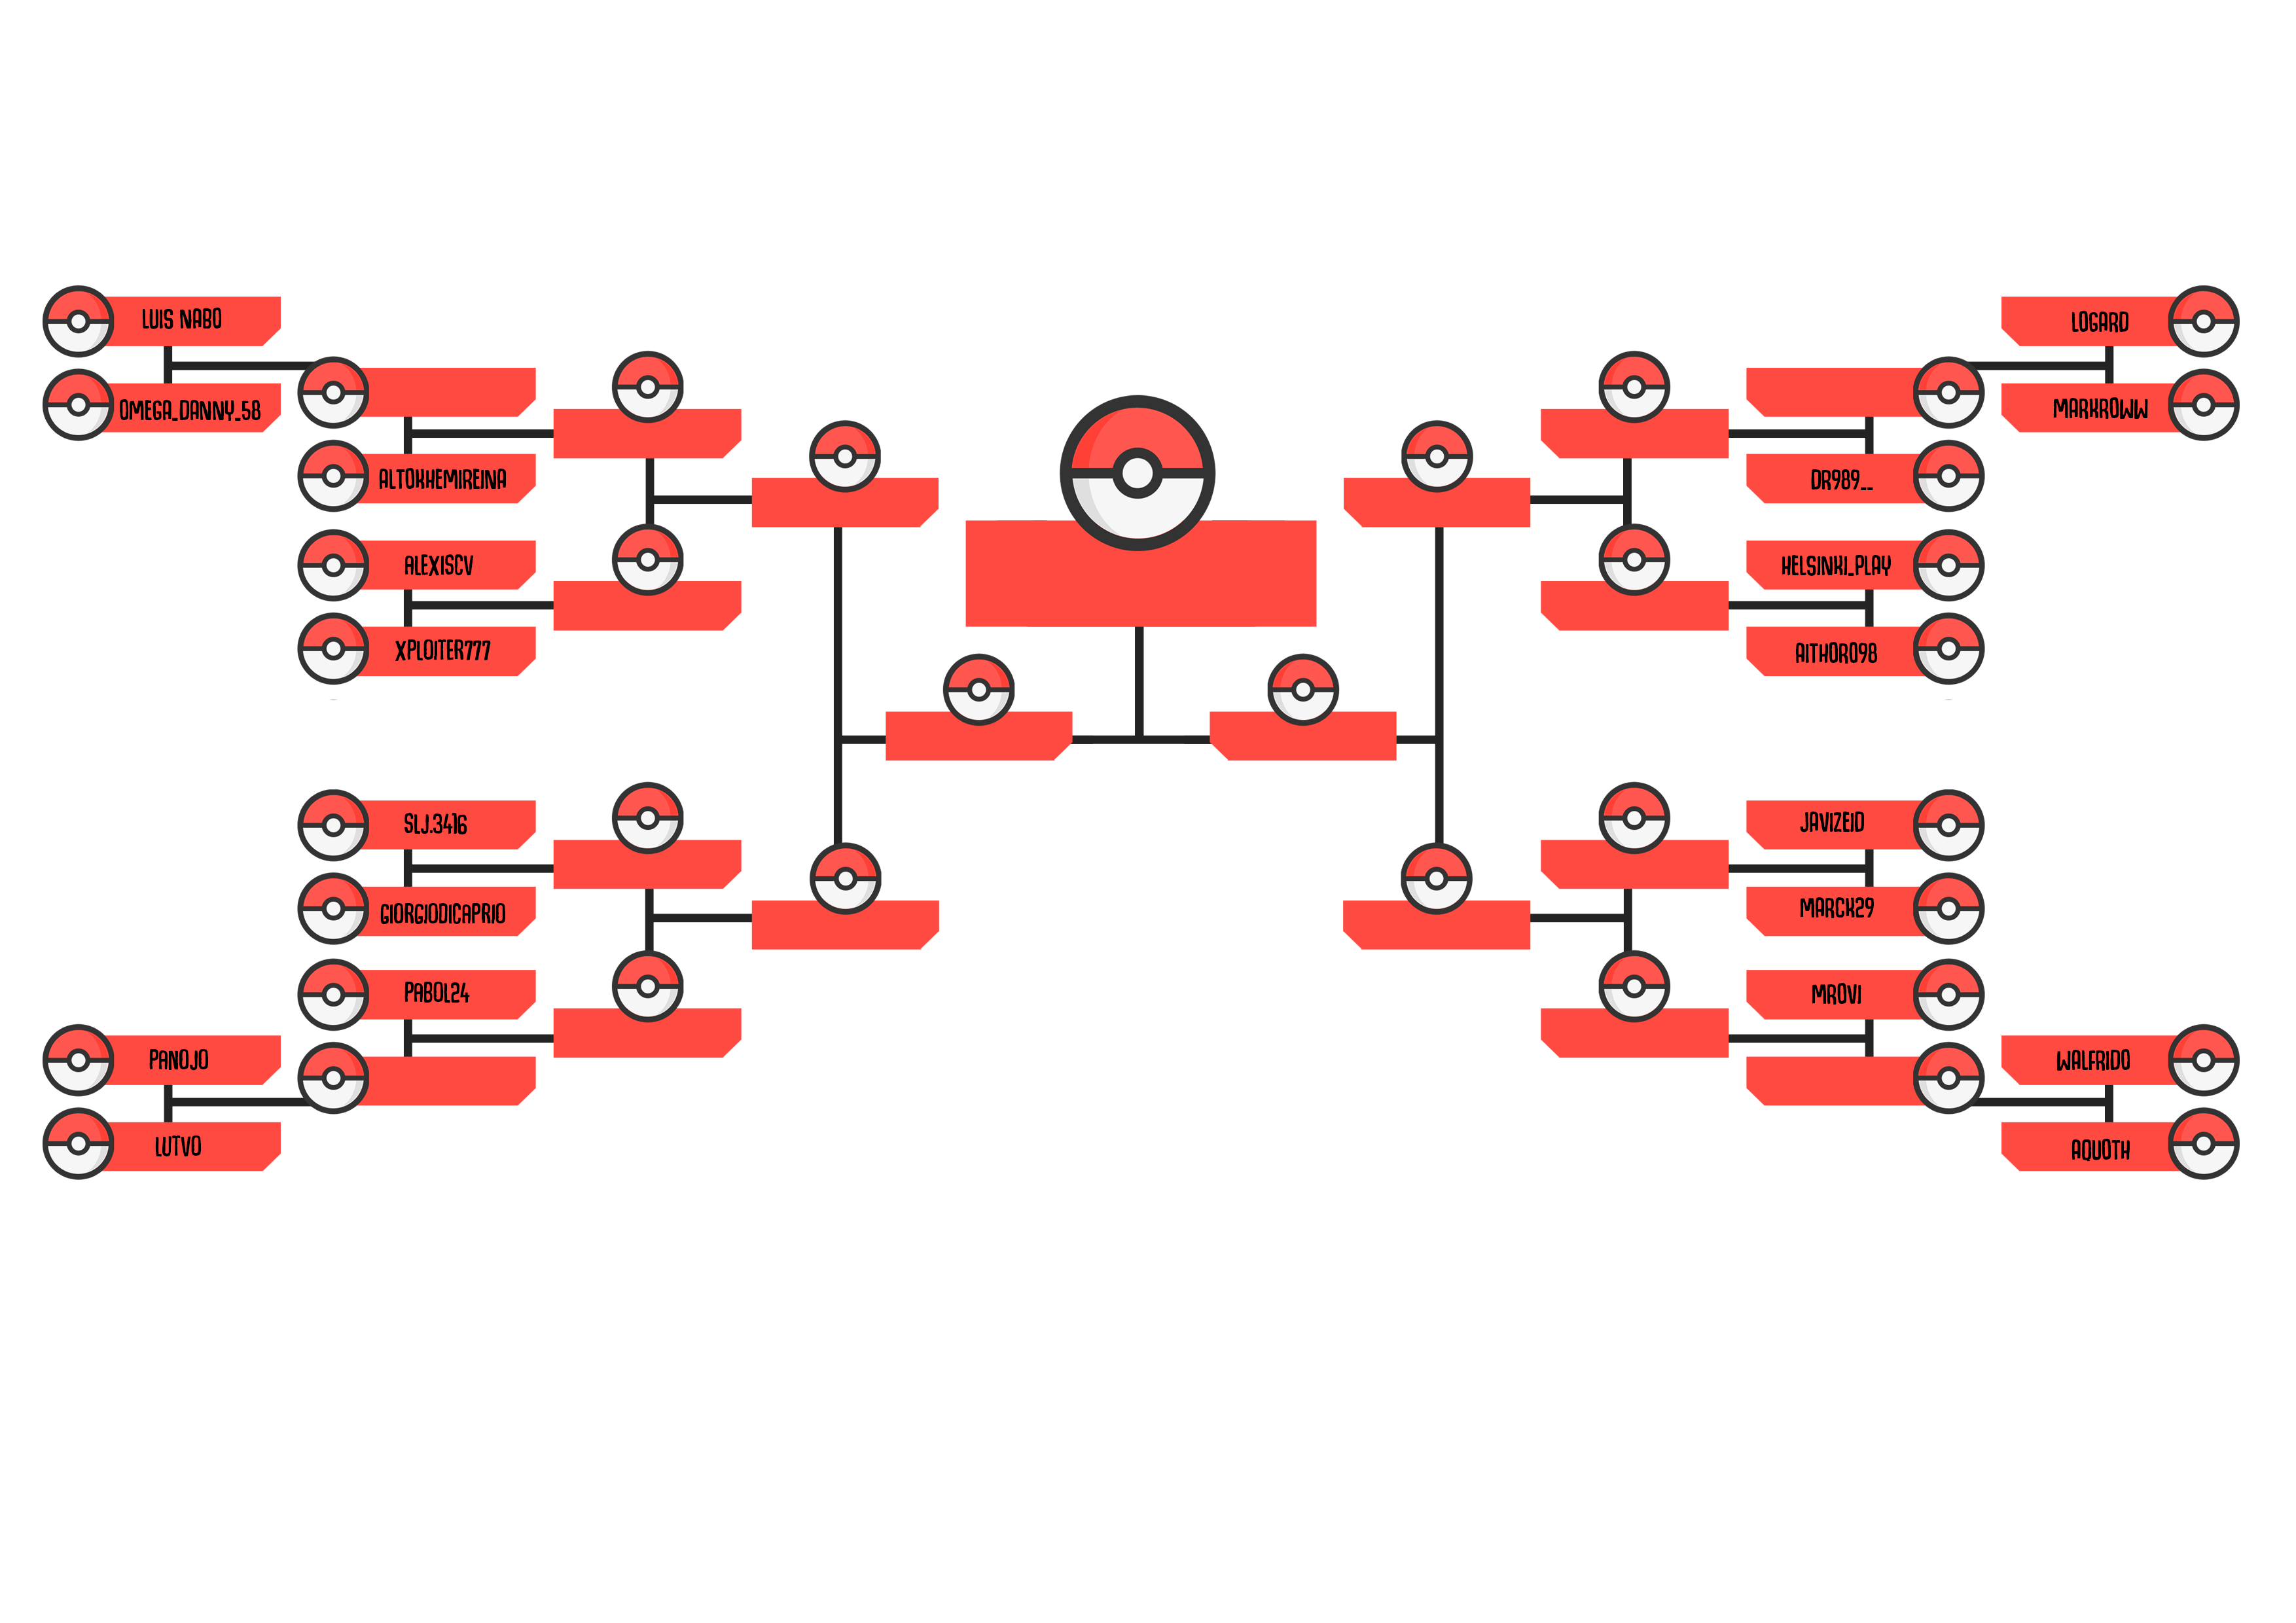 LUIS NABO
OMEGA_DANNY_58
ALTOKHEMIREINA
ALEXISCV
XPLOITER777
SLJ.3416
GIORGIODICAPRIO
PABOL24
PANOJO
LUTVO
LOGARD
MARKROWW
DR989__
HELSINKI_PLAY
AITHOR098
JAVIZEID
MARCK29
MROVI
WALFRIDO
AQUOTH